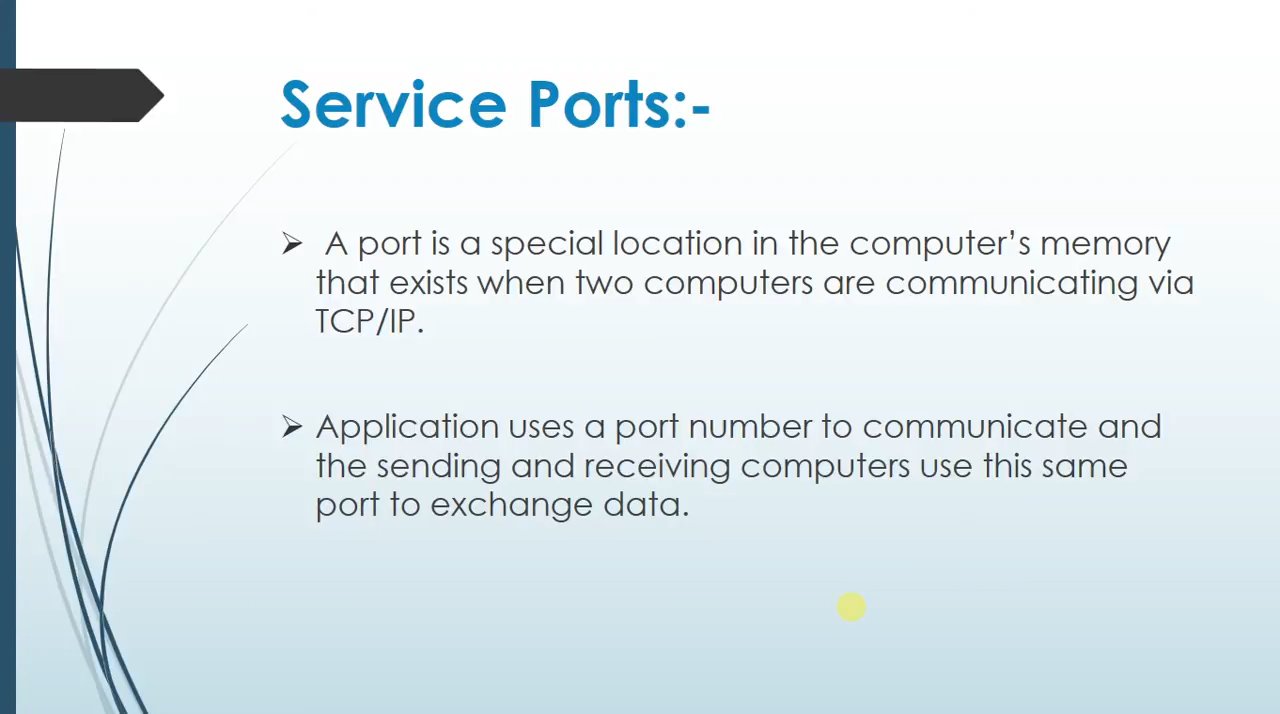 Service Ports:-
A port is a special location in the computer’s memory
that exists when two computers are communicating via
TCP/IP.
Application uses a port number to communicate and
the sending and receiving computers use this same
port to exchange data.